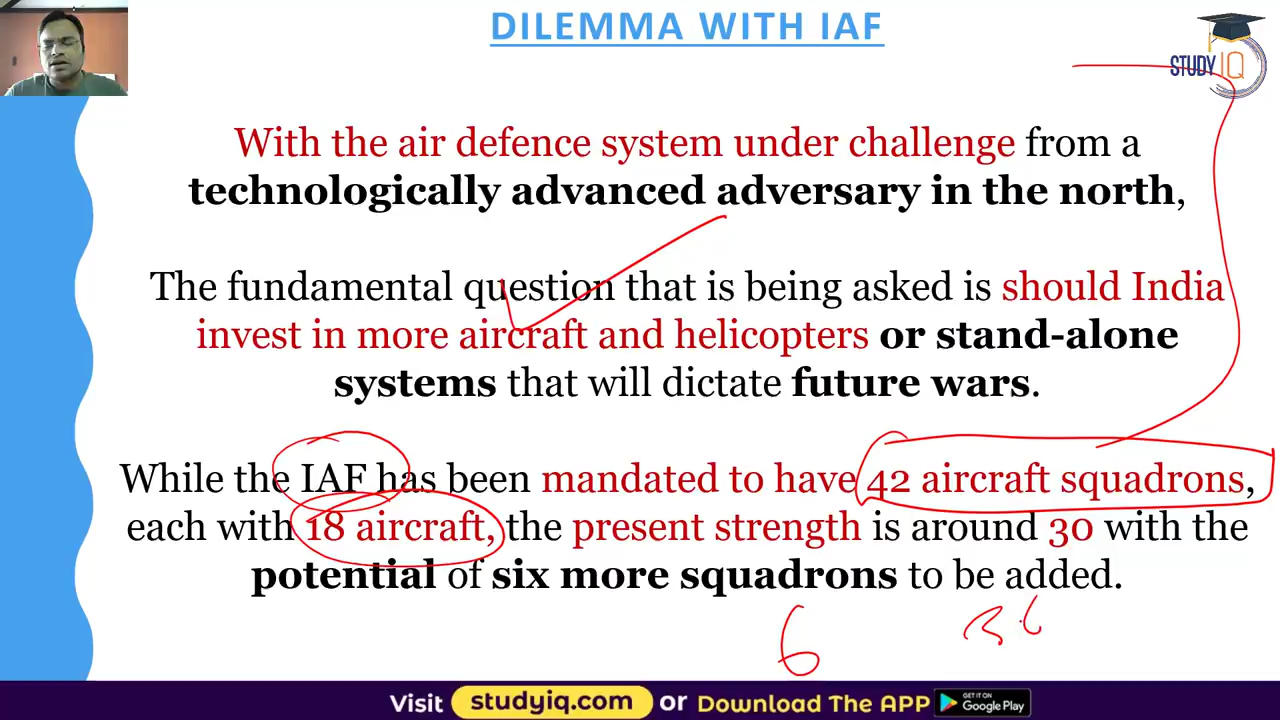 DILEMMA WITH IAF
STUDY IQ
With the air defence system under challenge from a
technologically advanced adversary in the north,
The fundamental question that is being asked is should India
invest in more aircraft and helicopters or stand-alone
systems that will dictate future wars.
While the IAF has been mandated to have 42 aircraft squadrons,
each with 18 aircraft, the present strength is around 30 with the
potential of six more squadrons to be added.
6 36
Visit studyiq.com or Download The APP GET IT ON Google Play